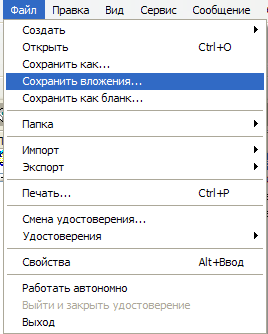 Файл Правка Вид Сервис Сообщение
Создать
Открыть Ctrl+O
Сохранить как...
Сохранить вложения...
Сохранить как бланк...
Папка
Импорт
Экспорт
Печать... Ctrl+P
Смена удостоверения...
Удостоверения
Свойства Alt+Ввод
Работать автономно
Выйти и закрыть удостоверение
Выход